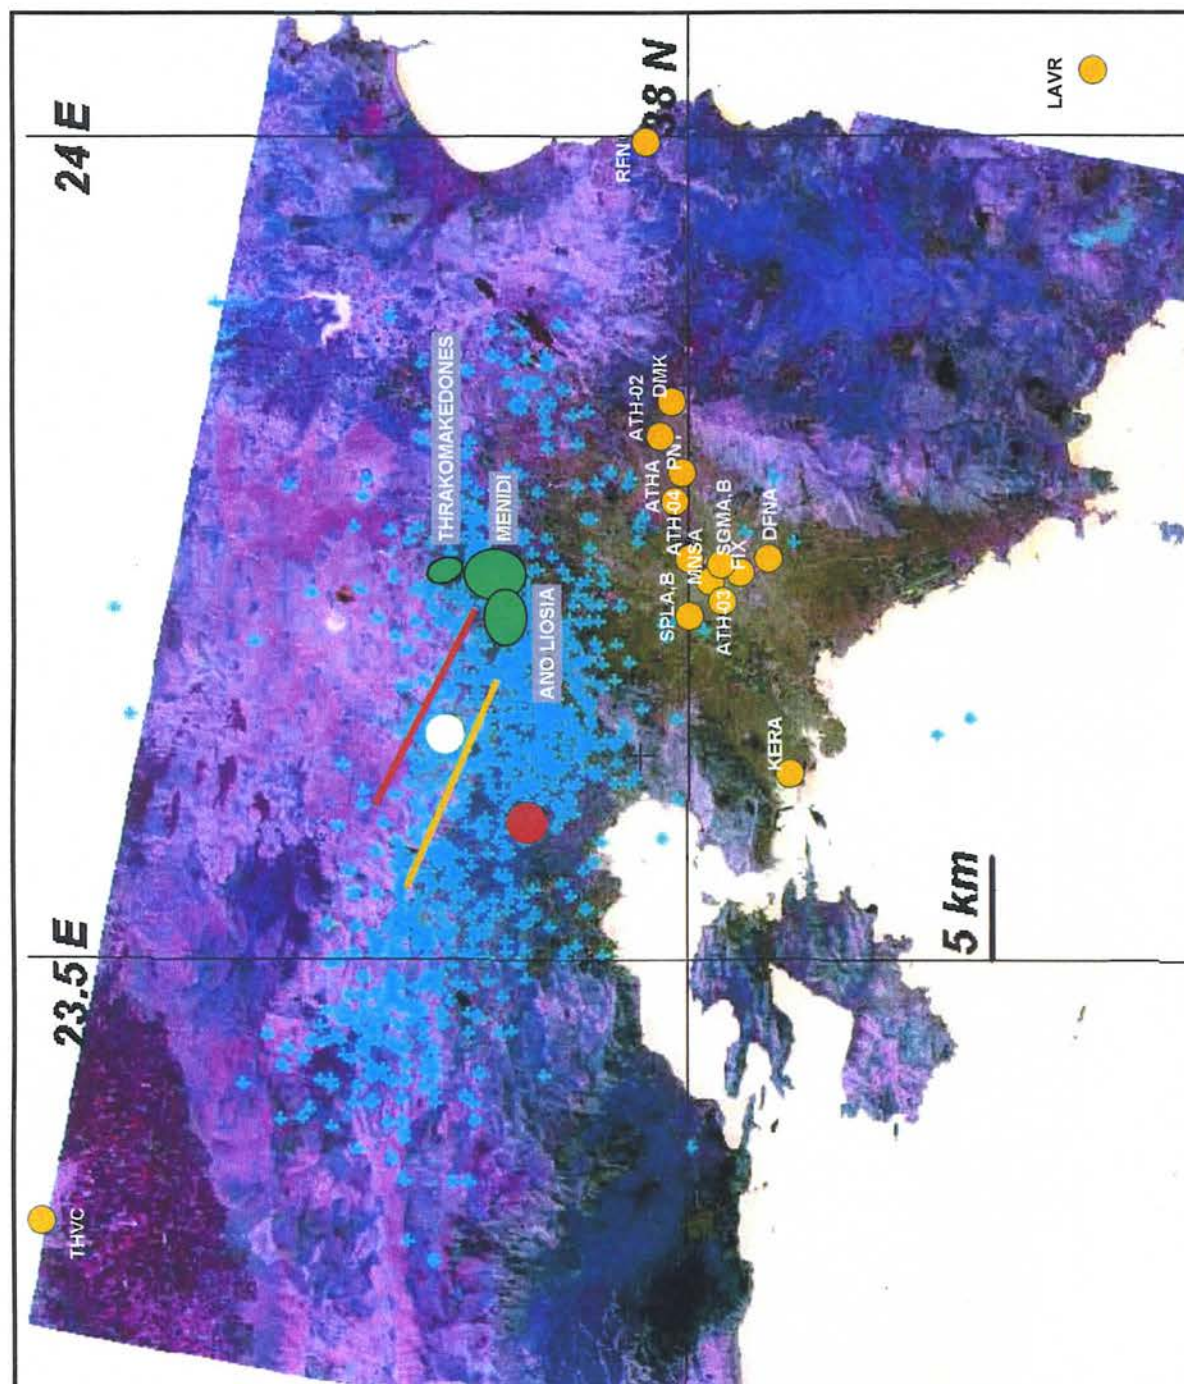 THVC
23.5 E
24 E
THRAKOMAKEDONES
MENIDI
ANO LIOSIA
RFN
ATH-02
ATHA
DMK
38 N
SPLA,B
ATH-04
MNSA
ATH-03
SGMA,B
FIX
DFNA
KERA
5 km
LAVR